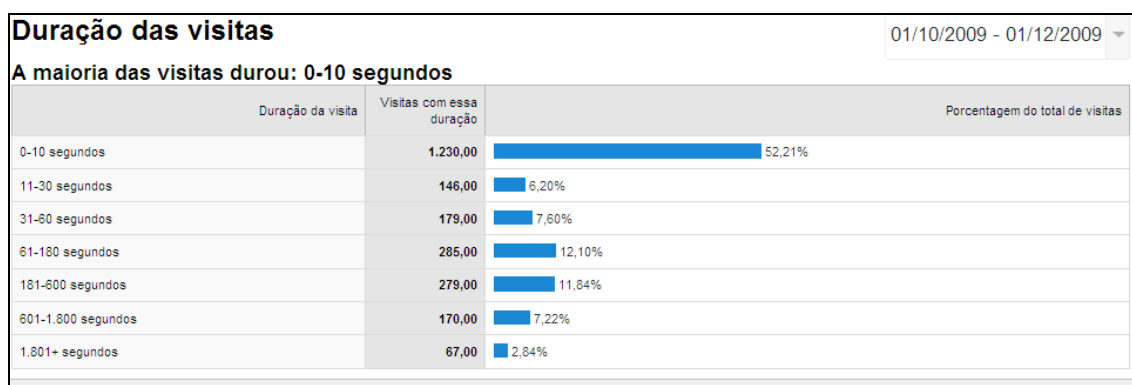 Duração das visitas
01/10/2009 - 01/12/2009
A maioria das visitas durou: 0-10 segundos
Duração da visita
Visitas com essa
duração
Porcentagem do total de visitas
0-10 segundos 1.230,00 52,21%
11-30 segundos 146,00 6,20%
31-60 segundos 179,00 7,60%
61-180 segundos 285,00 12,10%
181-600 segundos 279,00 11,84%
601-1.800 segundos 170,00 7,22%
1.801+ segundos 67,00 2,84%